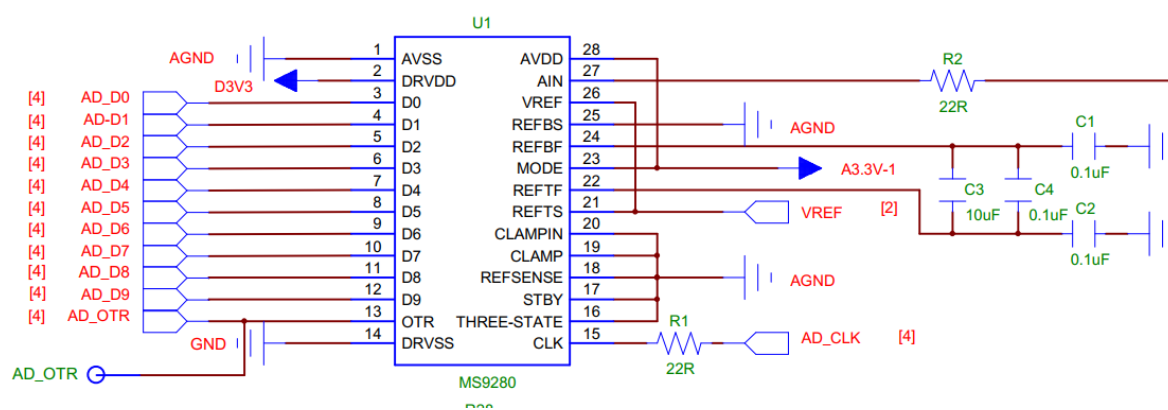 U1
AGND 1 AVSS AVDD 28
D3V3 2 DRVDD AIN 27 R2 22R
[4] AD_D0 3 D0 VREF 26
[4] AD-D1 4 D1 REFBS 25 AGND
[4] AD_D2 5 D2 REFBF 24 C1 0.1uF
[4] AD_D3 6 D3 MODE 23 A3.3V-1
[4] AD_D4 7 D4 REFTF 22 C3 10uF C4 0.1uF
[4] AD_D5 8 D5 REFTS 21 VREF [2]
[4] AD_D6 9 D6 CLAMPIN 20 C2 0.1uF
[4] AD_D7 10 D7 CLAMP 19
[4] AD_D8 11 D8 REFSENSE 18 AGND
[4] AD_D9 12 D9 STBY 17
[4] AD_OTR 13 OTR THREE-STATE 16
GND 14 DRVSS CLK 15 R1 22R AD_CLK [4]
AD_OTR
MS9280